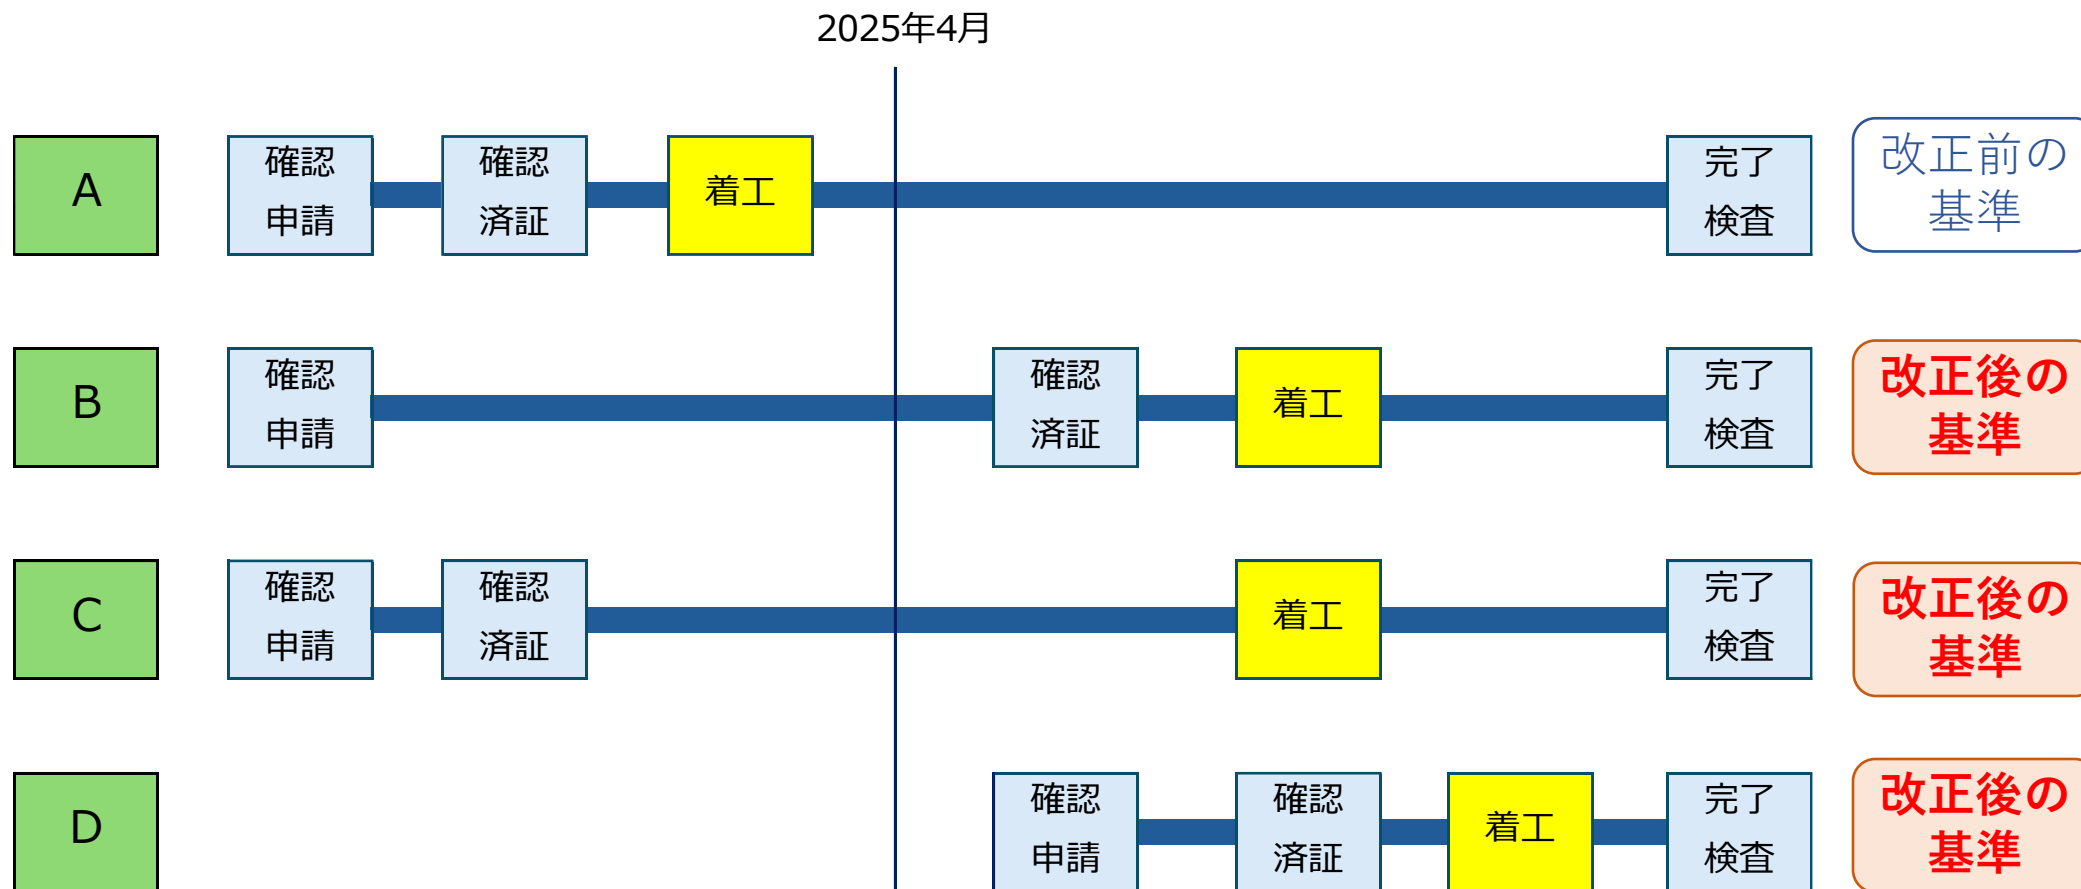 2025年4月
A
確認
申請
確認
済証
着工
完了
検査
改正前の
基準
B
確認
申請
確認
済証
着工
完了
検査
改正後の
基準
C
確認
申請
確認
済証
着工
完了
検査
改正後の
基準
D
確認
申請
確認
済証
着工
完了
検査
改正後の
基準